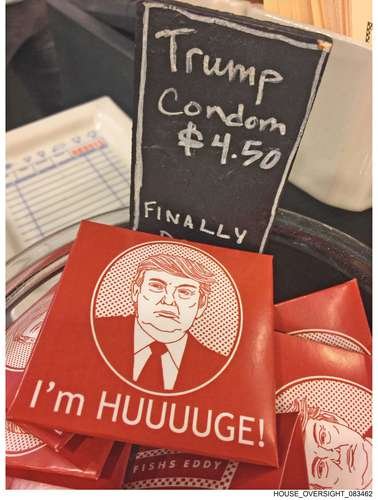 Trump
Condom
$4.50
FINALLY
I'm HUUUUGE!
FISHS EDDY
HOUSE_OVERSIGHT_083462